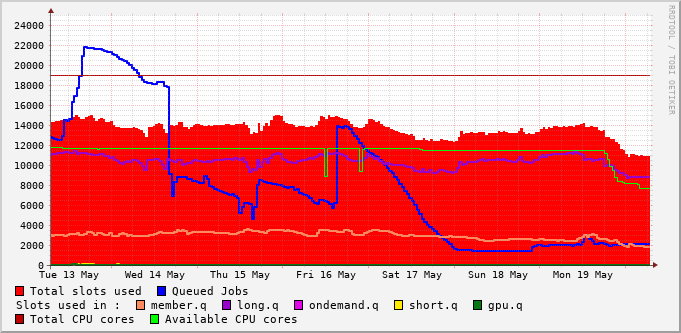 24000
22000
20000
18000
16000
14000
12000
10000
8000
6000
4000
2000
0
Tue 13 May Wed 14 May Thu 15 May Fri 16 May Sat 17 May Sun 18 May Mon 19 May
Total slots used Queued Jobs
Slots used in : member.q long.q ondemand.q short.q gpu.q
Total CPU cores Available CPU cores
RRDTOOL / TOBI OETIKER